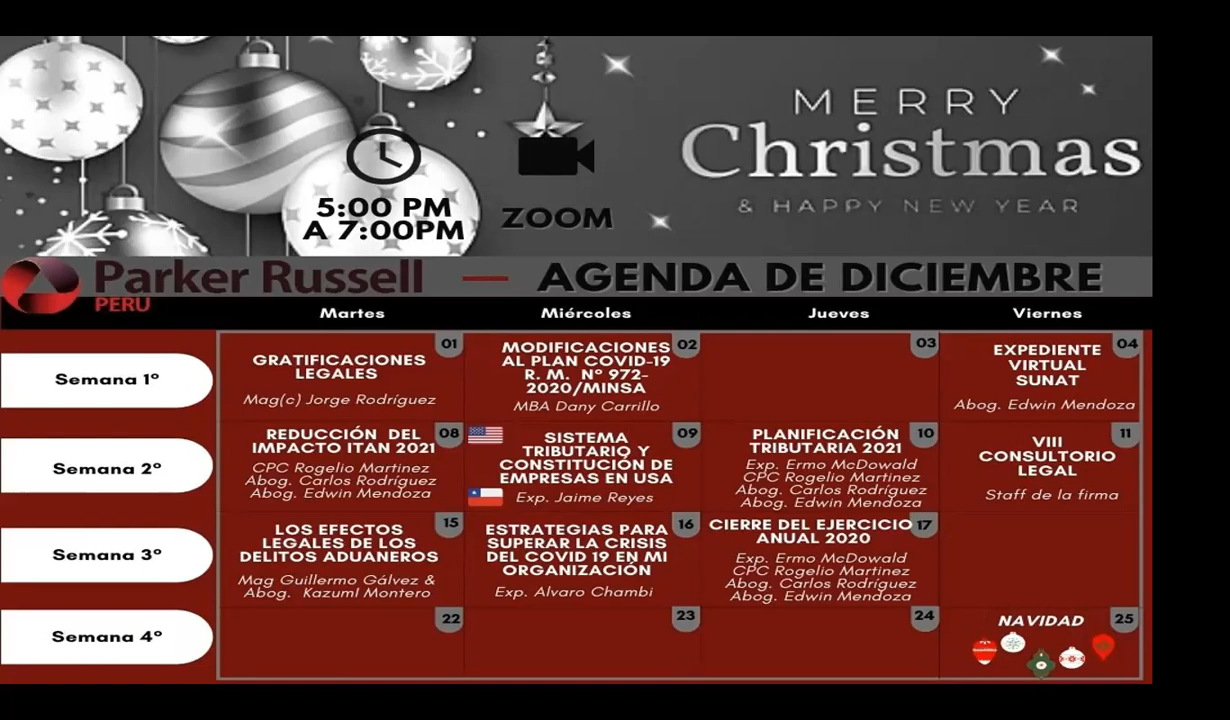 MERRY
Christmas
& HAPPY NEW YEAR
5:00 PM
A 7:00PM
ZOOM
Parker Russell — AGENDA DE DICIEMBRE
PERU
Martes Miércoles Jueves Viernes
Semana 1º
01
GRATIFICACIONES
LEGALES
Mag(c) Jorge Rodríguez
02
MODIFICACIONES
AL PLAN COVID-19
R. M. Nº 972-
2020/MINSA
MBA Dany Carrillo
03
04
EXPEDIENTE
VIRTUAL
SUNAT
Abog. Edwin Mendoza
Semana 2º
08
REDUCCIÓN DEL
IMPACTO ITAN 2021
CPC Rogelio Martinez
Abog. Carlos Rodríguez
Abog. Edwin Mendoza
09
SISTEMA
TRIBUTARIO Y
CONSTITUCIÓN DE
EMPRESAS EN USA
Exp. Jaime Reyes
10
PLANIFICACIÓN
TRIBUTARIA 2021
Exp. Ermo McDowald
CPC Rogelio Martinez
Abog. Carlos Rodríguez
Abog. Edwin Mendoza
11
VIII
CONSULTORIO
LEGAL
Staff de la firma
Semana 3º
15
LOS EFECTOS
LEGALES DE LOS
DELITOS ADUANEROS
Mag Guillermo Gálvez &
Abog. KazumI Montero
16
ESTRATEGIAS PARA
SUPERAR LA CRISIS
DEL COVID 19 EN MI
ORGANIZACIÓN
Exp. Alvaro Chambi
17
CIERRE DEL EJERCICIO
ANUAL 2020
Exp. Ermo McDowald
CPC Rogelio Martinez
Abog. Carlos Rodríguez
Abog. Edwin Mendoza
Semana 4º
22
23
24
25
NAVIDAD